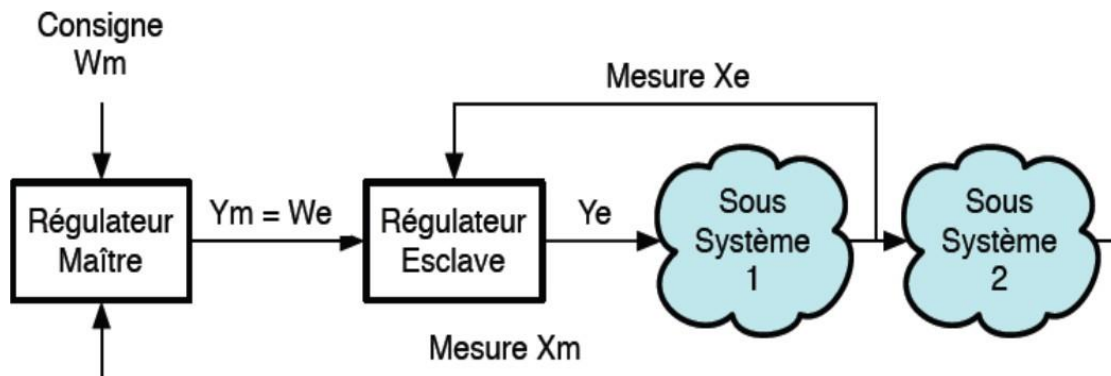 Consigne
Wm
Mesure Xe
Régulateur
Maître
Ym = We
Régulateur
Esclave
Ye
Sous
Système
1
Sous
Système
2
Mesure Xm